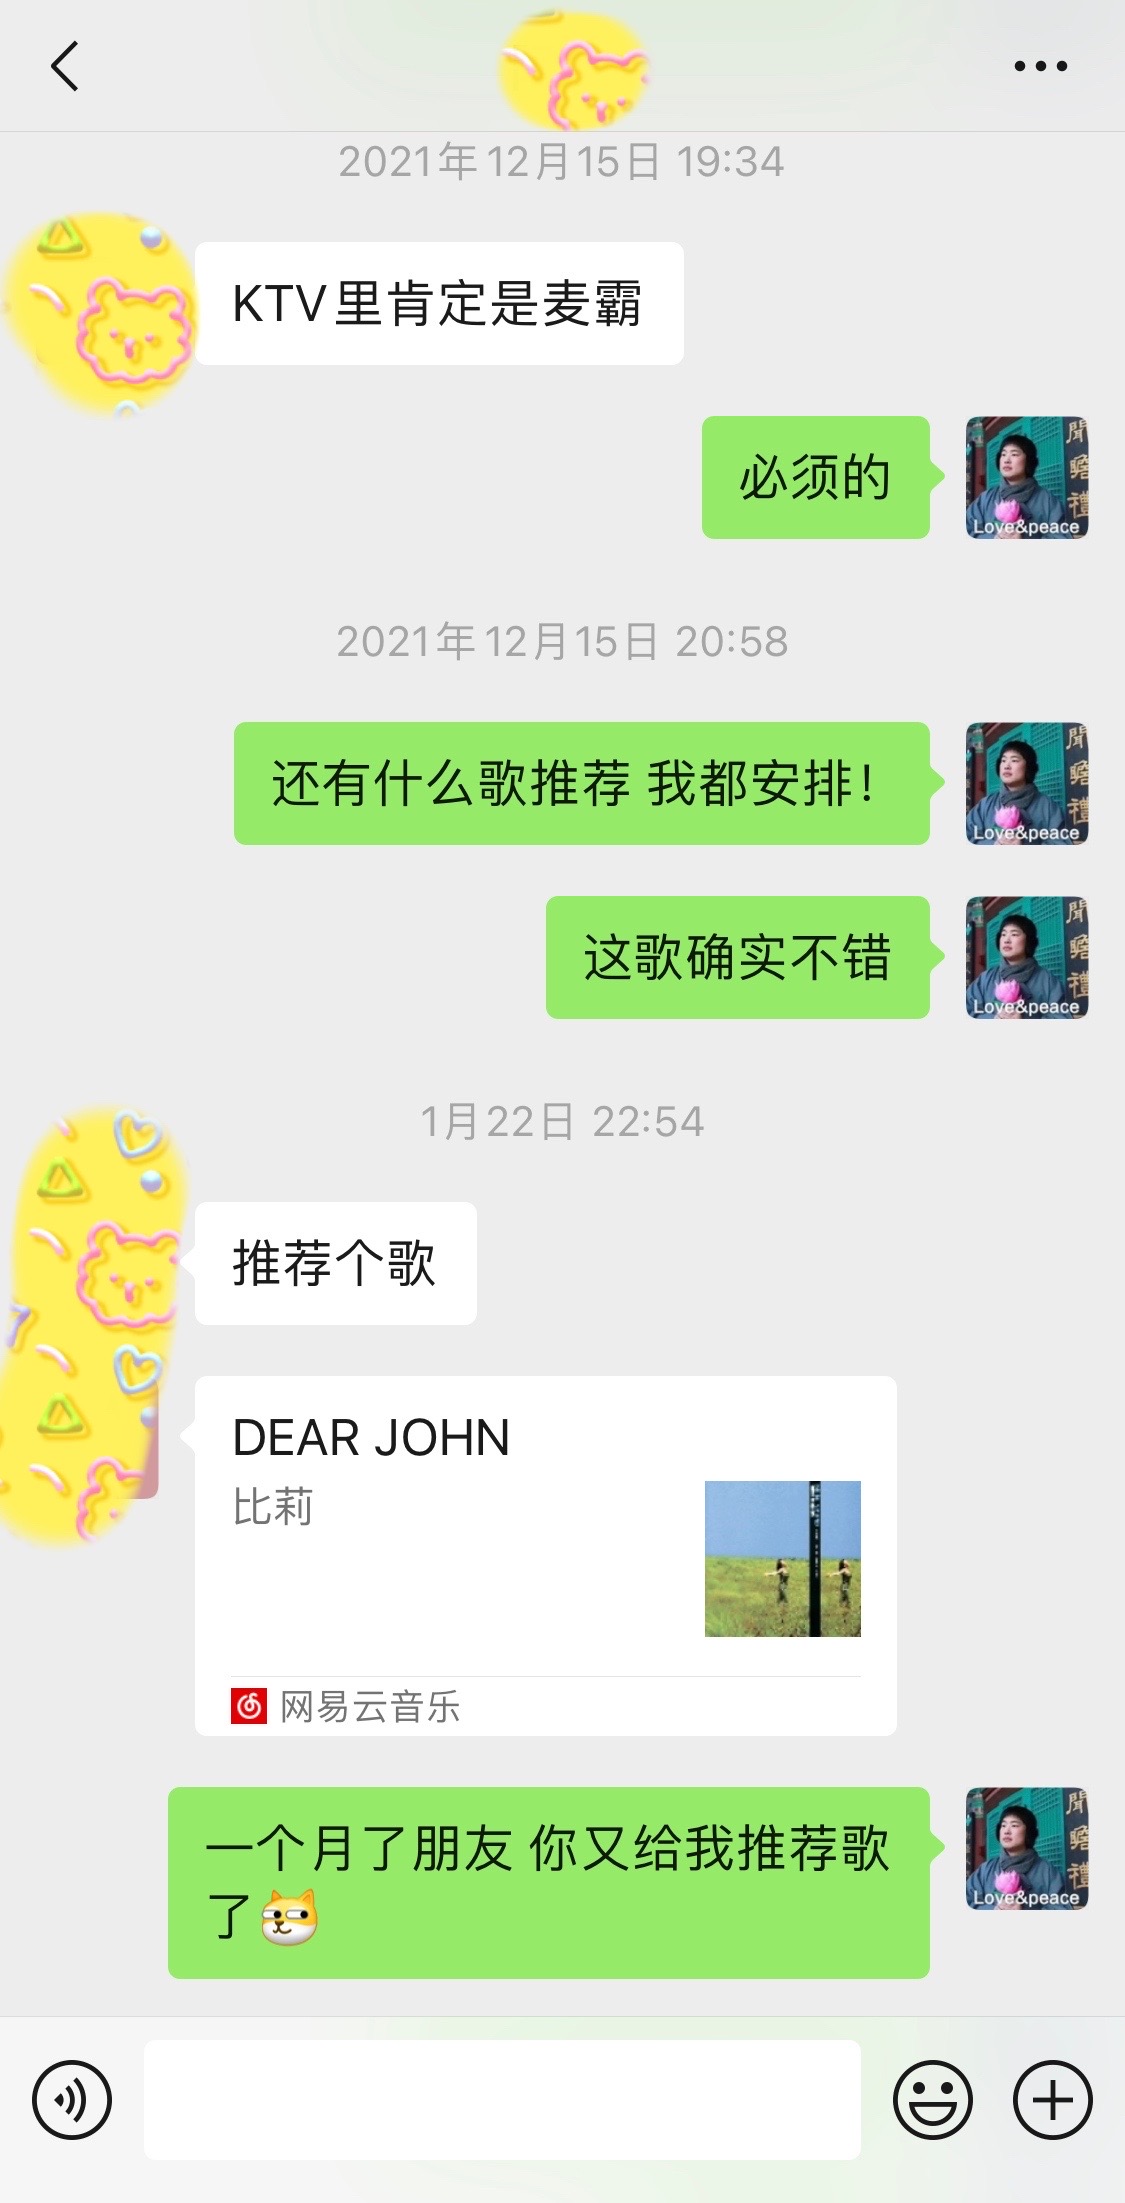 2021年12月15日 19:34
KTV里肯定是麦霸
必须的
Love&peace
2021年12月15日 20:58
还有什么歌推荐 我都安排！
Love&peace
这歌确实不错
Love&peace
1月22日 22:54
推荐个歌
DEAR JOHN
比莉
网易云音乐
一个月了朋友 你又给我推荐歌
了
Love&peace